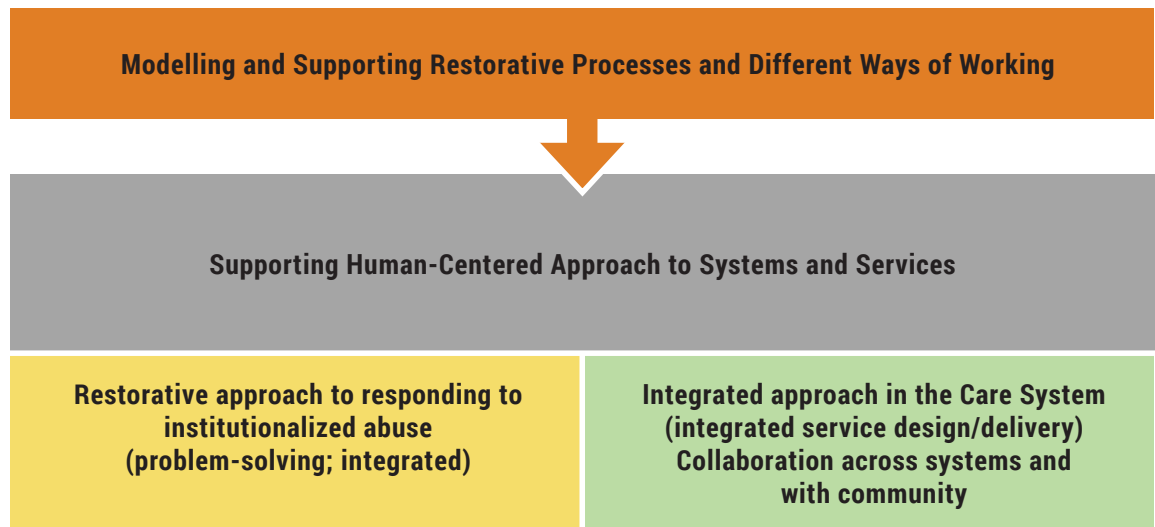 Modelling and Supporting Restorative Processes and Different Ways of Working
Supporting Human-Centered Approach to Systems and Services
Restorative approach to responding to
institutionalized abuse
(problem-solving; integrated)
Integrated approach in the Care System
(integrated service design/delivery)
Collaboration across systems and
with community